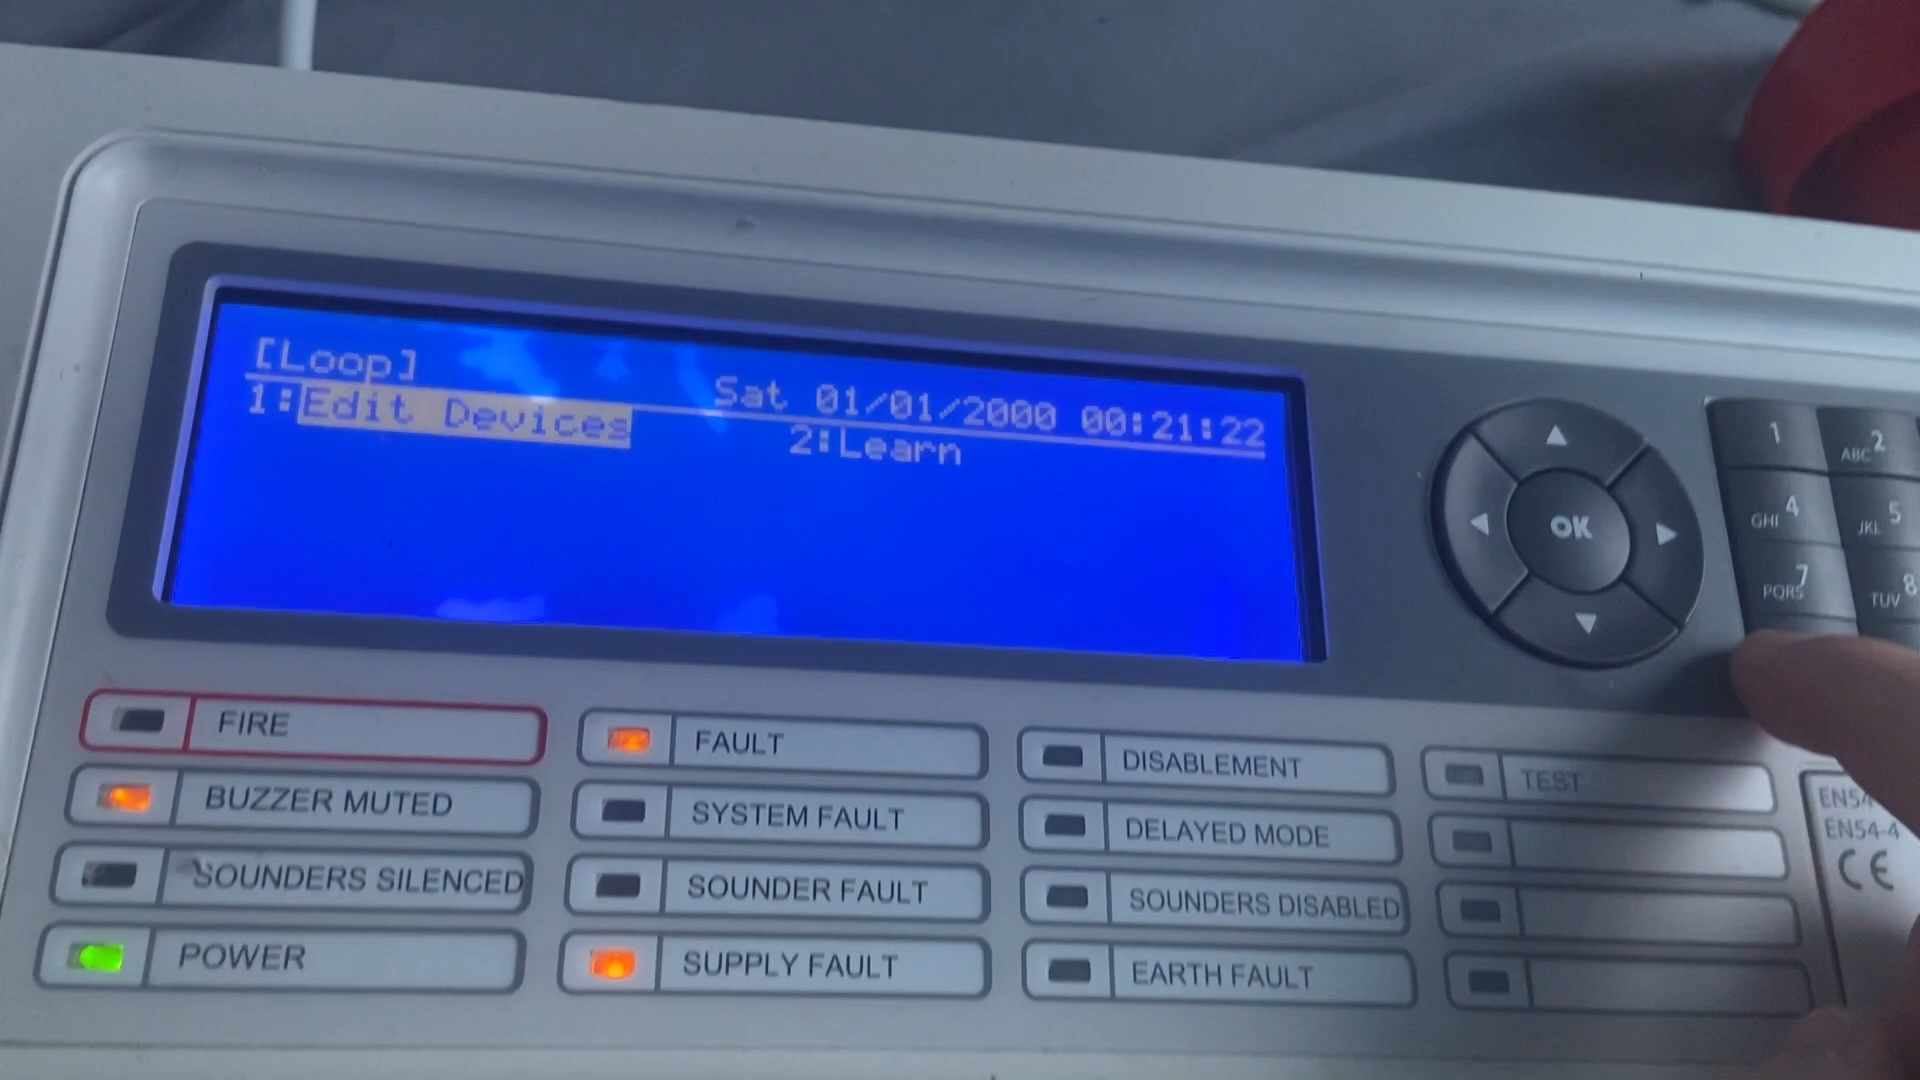 [Loop]
Sat 01/01/2000 00:21:22
1:Edit Devices
2:Learn
OK
1
ABC 2
GHI 4
JKL 5
PQRS 7
TUV 8
FIRE
FAULT
DISABLEMENT
TEST
BUZZER MUTED
SYSTEM FAULT
DELAYED MODE
SOUNDERS SILENCED
SOUNDER FAULT
SOUNDERS DISABLED
POWER
SUPPLY FAULT
EARTH FAULT
EN54-4
CE